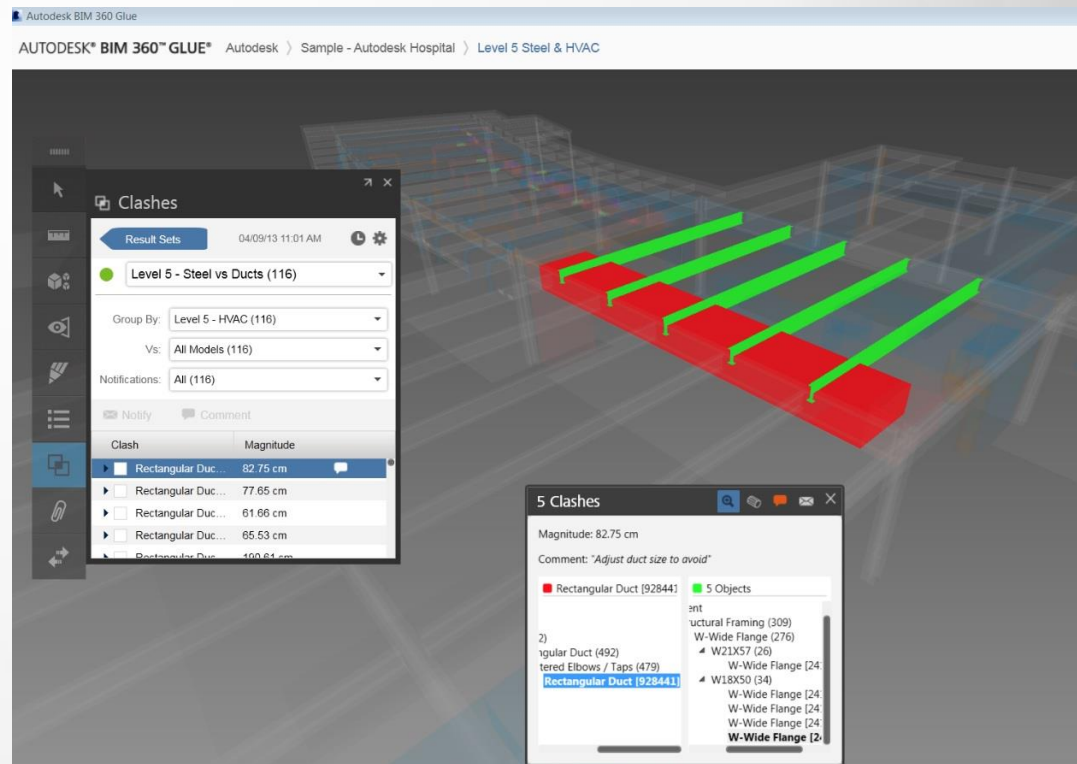 Autodesk BIM 360 Glue
AUTODESK® BIM 360™ GLUE® Autodesk 〉 Sample - Autodesk Hospital 〉 Level 5 Steel & HVAC
Clashes
Result Sets 04/09/13 11:01 AM
Level 5 - Steel vs Ducts (116)
Group By: Level 5 - HVAC (116)
Vs: All Models (116)
Notifications: All (116)
Notify Comment
Clash Magnitude
Rectangular Duc... 82.75 cm
Rectangular Duc... 77.65 cm
Rectangular Duc... 61.66 cm
Rectangular Duc... 65.53 cm
Rectangular Duc... 190.61 cm
5 Clashes
Magnitude: 82.75 cm
Comment: "Adjust duct size to avoid"
Rectangular Duct [928441
2)
ngular Duct (492)
tered Elbows / Taps (479)
Rectangular Duct [928441]
5 Objects
ent
uctural Framing (309)
W-Wide Flange (276)
W21X57 (26)
W-Wide Flange [24
W18X50 (34)
W-Wide Flange [24
W-Wide Flange [24
W-Wide Flange [24
W-Wide Flange [2